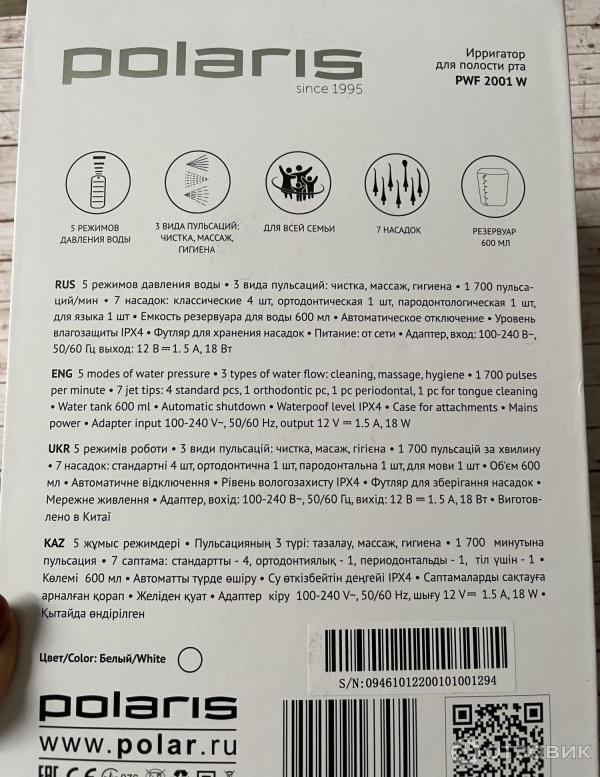 polaris
since 1995
Ирригатор
для полости рта
PWF 2001 W
5 РЕЖИМОВ
ДАВЛЕНИЯ ВОДЫ
3 ВИДА ПУЛЬСАЦИЙ:
ЧИСТКА, МАССАЖ,
ГИГИЕНА
ДЛЯ ВСЕЙ СЕМЬИ
7 НАСАДОК
РЕЗЕРВУАР
600 МЛ
RUS 5 режимов давления воды • 3 вида пульсаций: чистка, массаж, гигиена • 1 700 пульса-
ций/мин • 7 насадок: классические 4 шт, ортодонтическая 1 шт, пародонтологическая 1 шт,
для языка 1 шт • Емкость резервуара для воды 600 мл • Автоматическое отключение • Уровень
влагозащиты IPX4 • Футляр для хранения насадок • Питание: от сети • Адаптер, вход: 100-240 В~,
50/60 Гц выход: 12 В ⎓ 1. 5 А, 18 Вт
ENG 5 modes of water pressure • 3 types of water flow: cleaning, massage, hygiene • 1 700 pulses
per minute • 7 jet tips: 4 standard pcs, 1 orthodontic pc, 1 pc periodontal, 1 pc for tongue cleaning
• Water tank 600 ml • Automatic shutdown • Waterpoof level IPX4 • Case for attachments • Mains
power • Adapter input 100-240 V~, 50/60 Hz, output 12 V ⎓ 1.5 A, 18 W
UKR 5 режимів роботи • 3 види пульсацій: чистка, масаж, гігієна • 1 700 пульсацій за хвилину
• 7 насадок: стандартні 4 шт, ортодонтична 1 шт, пародонтальна 1 шт, для мови 1 шт • Об'єм 600
мл • Автоматичне відключення • Рівень вологозахисту IPX4 • Футляр для зберігання насадок •
Мережне живлення • Адаптер, вохід: 100-240 В~, 50/60 Гц, вихід: 12 В ⎓ 1. 5 А, 18 Вт • Виготов-
лено в Китаї
KAZ 5 жұмыс режимдері • Пульсацияның 3 түрі: тазалау, массаж, гигиена • 1 700 минутына
пульсация • 7 саптама: стандартты - 4, ортодонтиялық - 1, периодонтальды - 1, тіл үшін - 1 •
Көлемі 600 мл • Автоматты түрде өшіру • Су өткізбейтін деңгейі IPX4 • Саптамаларды сақтауға
арналған қорап • Желіден қуат • Адаптер кіру 100-240 V~, 50/60 Hz, шығу 12 V ⎓ 1.5 A, 18 W •
Қытайда өндірілген
Цвет/Color: Белый/White
S/N:09461012200101001294
polaris
www.polar.ru
ОТЗОВИК